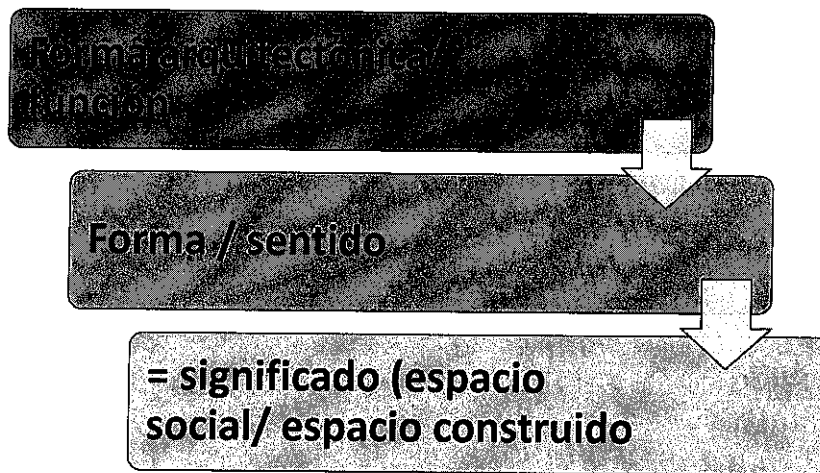 Forma arquitectónica/
función
Forma / sentido
= significado (espacio
social/ espacio construido